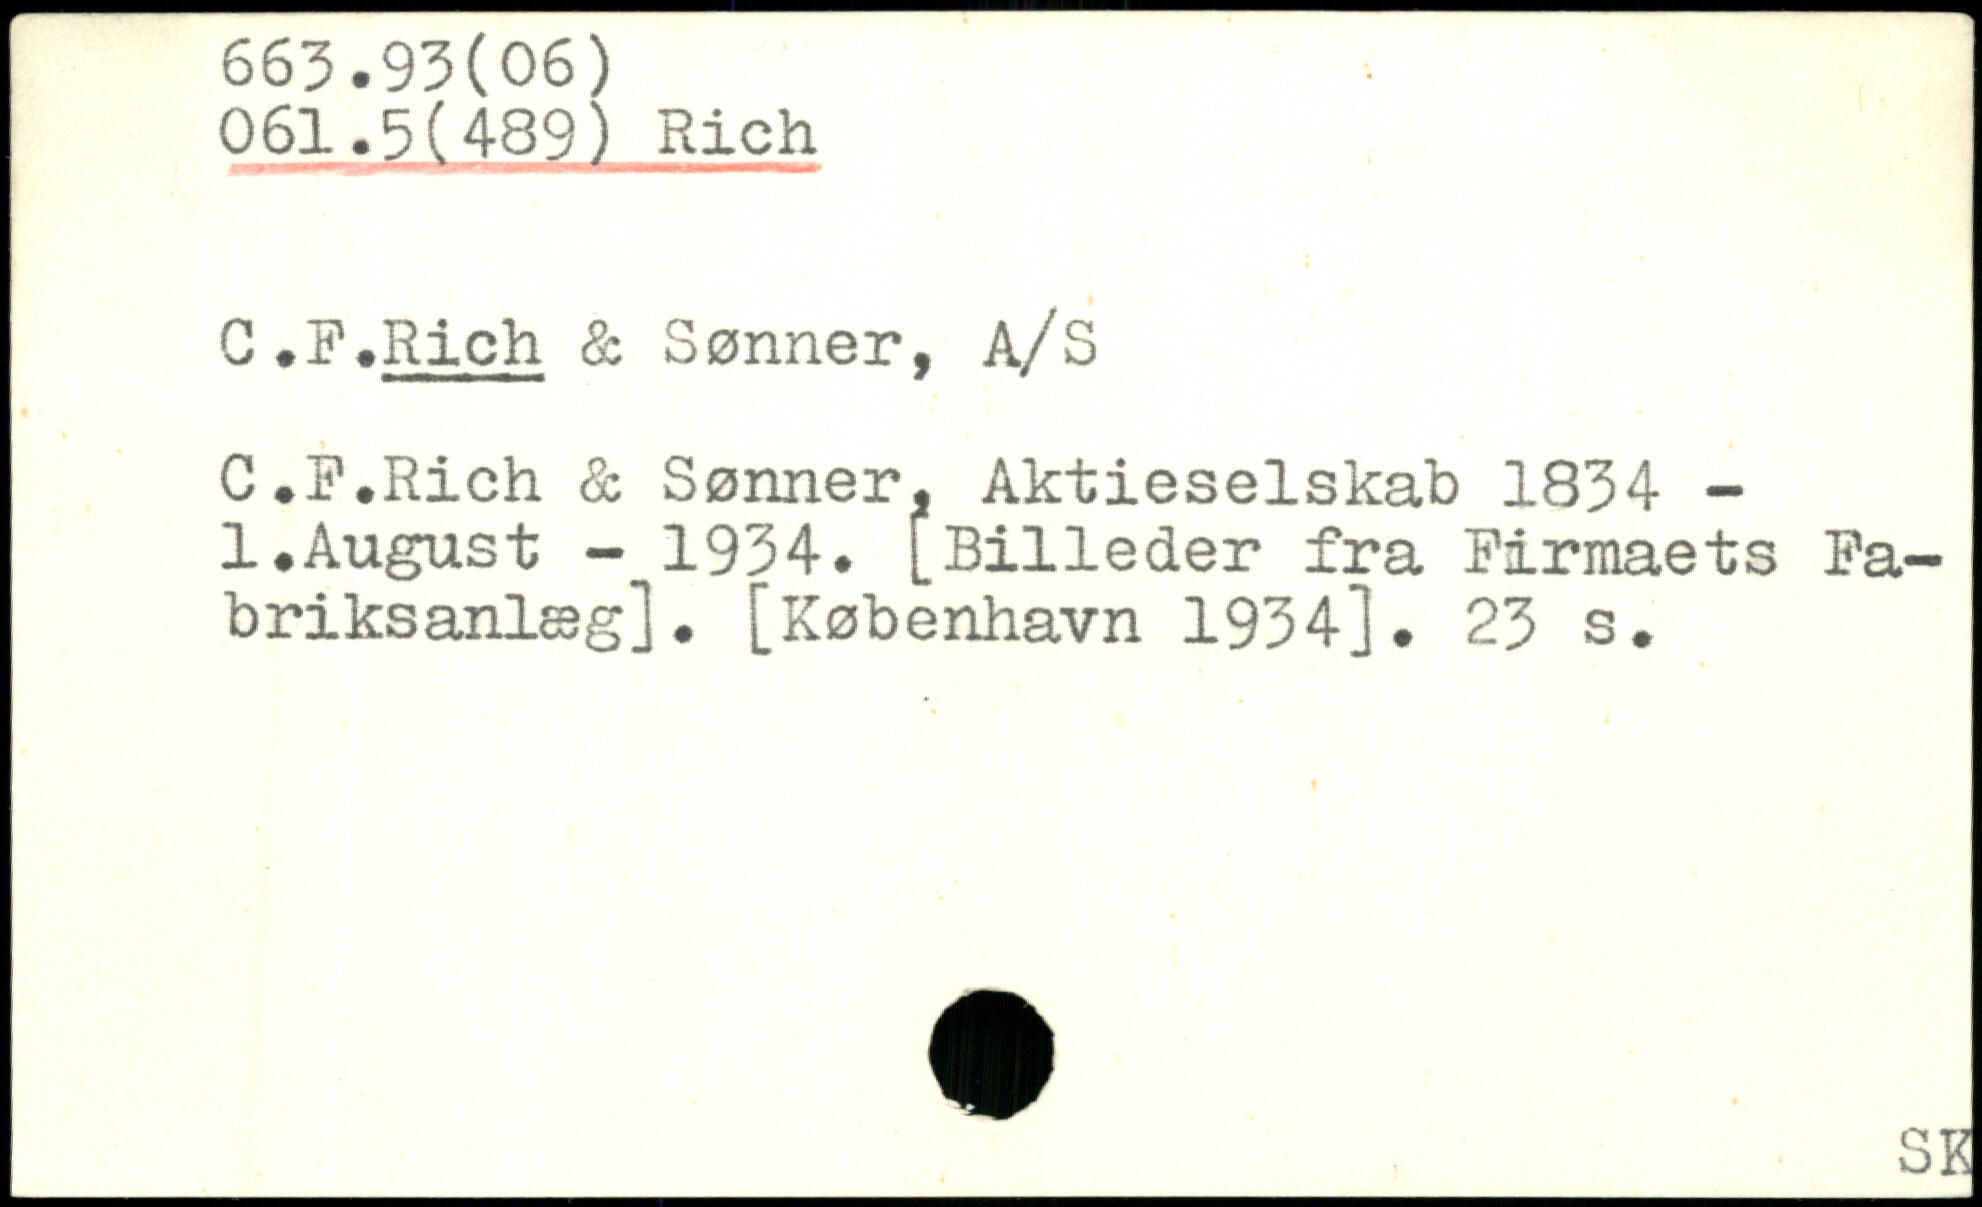 663.93(06)
061.5(489) Rich
C.F.Rich & Sønner, A/S
C.F.Rich & Sønner, Aktieselskab 1834 -
1.August - 1934. [Billeder fra Firmaets Fa-
briksanlæg]. [København 1934]. 23 s.
SK